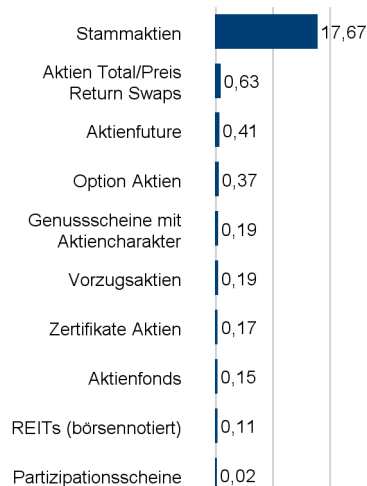 Stammaktien 17,67
Aktien Total/Preis
Return Swaps 0,63
Aktienfuture 0,41
Option Aktien 0,37
Genussscheine mit
Aktiencharakter 0,19
Vorzugsaktien 0,19
Zertifikate Aktien 0,17
Aktienfonds 0,15
REITs (börsennotiert) 0,11
Partizipationsscheine 0,02